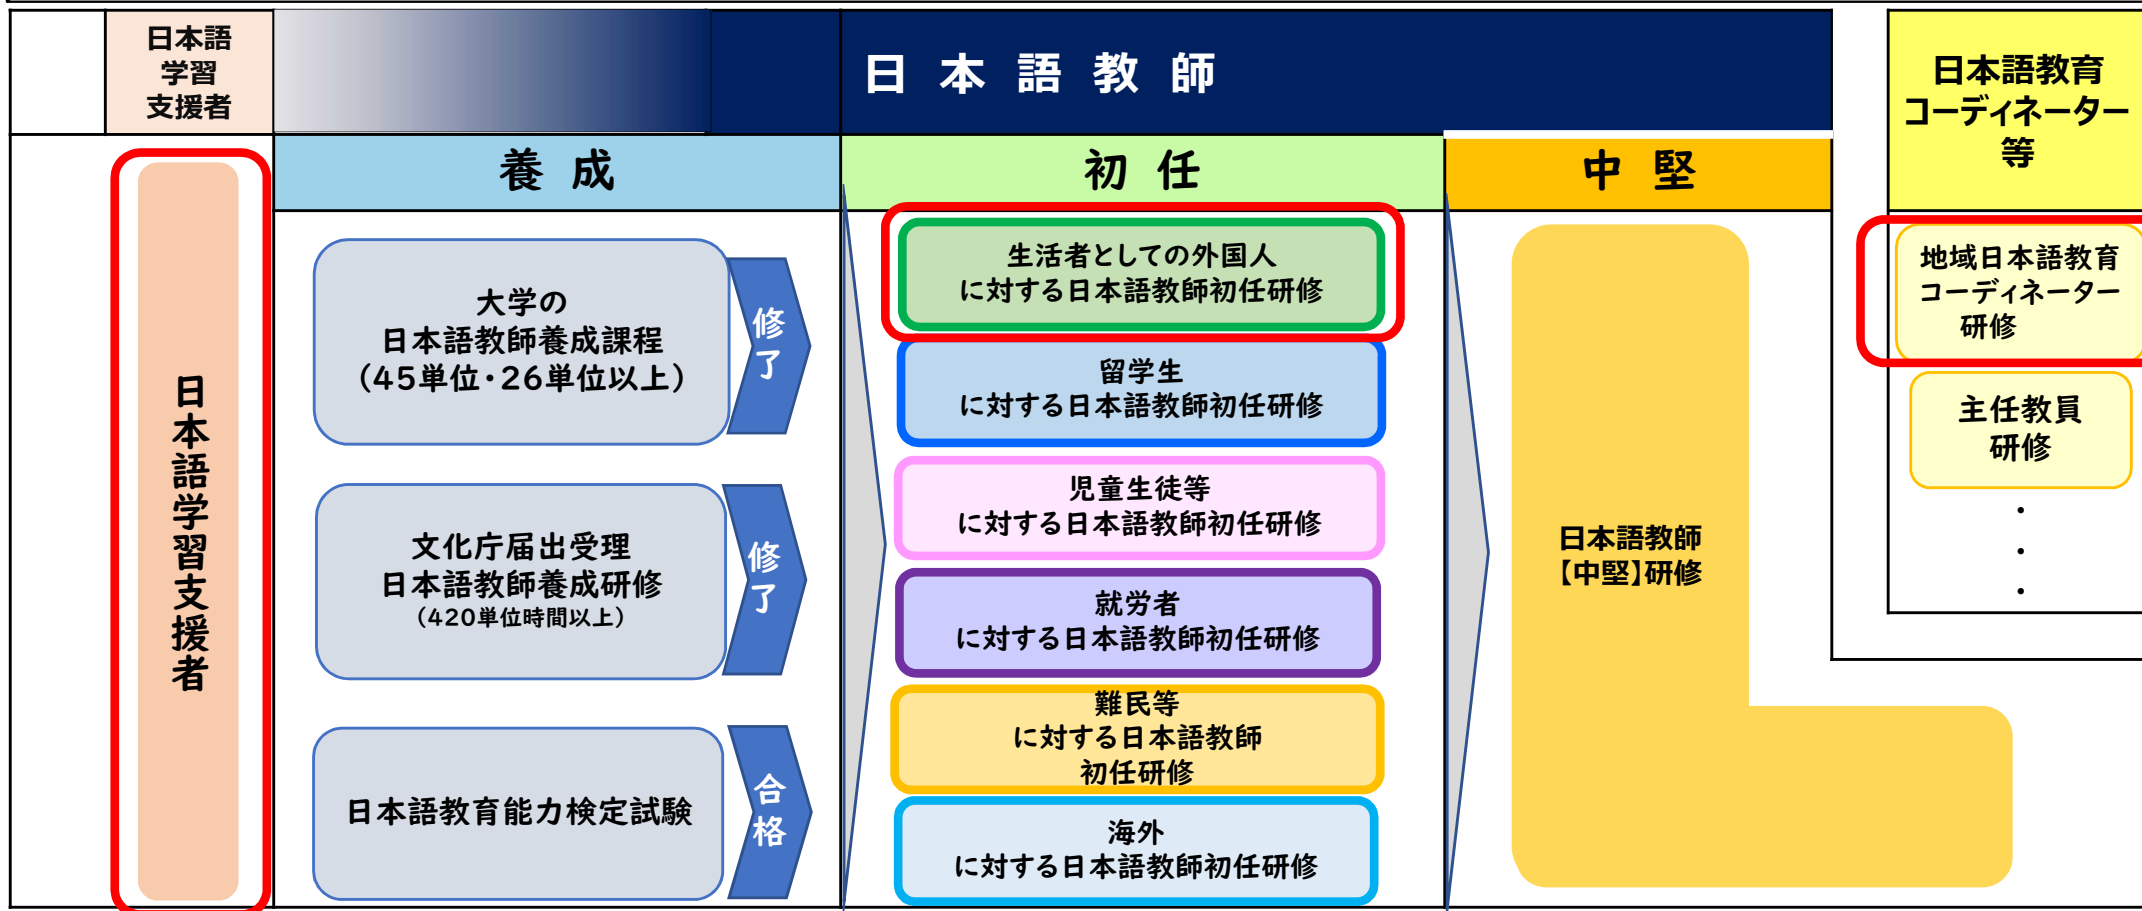 日本語
学習
支援者
日本語教師
日本語教育
コーディネーター
等
養成
初任
中堅
日本語学習支援者
大学の
日本語教師養成課程
（45単位・26単位以上）
修了
文化庁届出受理
日本語教師養成研修
（420単位時間以上）
修了
日本語教育能力検定試験
合格
生活者としての外国人
に対する日本語教師初任研修
留学生
に対する日本語教師初任研修
児童生徒等
に対する日本語教師初任研修
就労者
に対する日本語教師初任研修
難民等
に対する日本語教師
初任研修
海外
に対する日本語教師初任研修
日本語教師
【中堅】研修
地域日本語教育
コーディネーター
研修
主任教員
研修
・
・
・